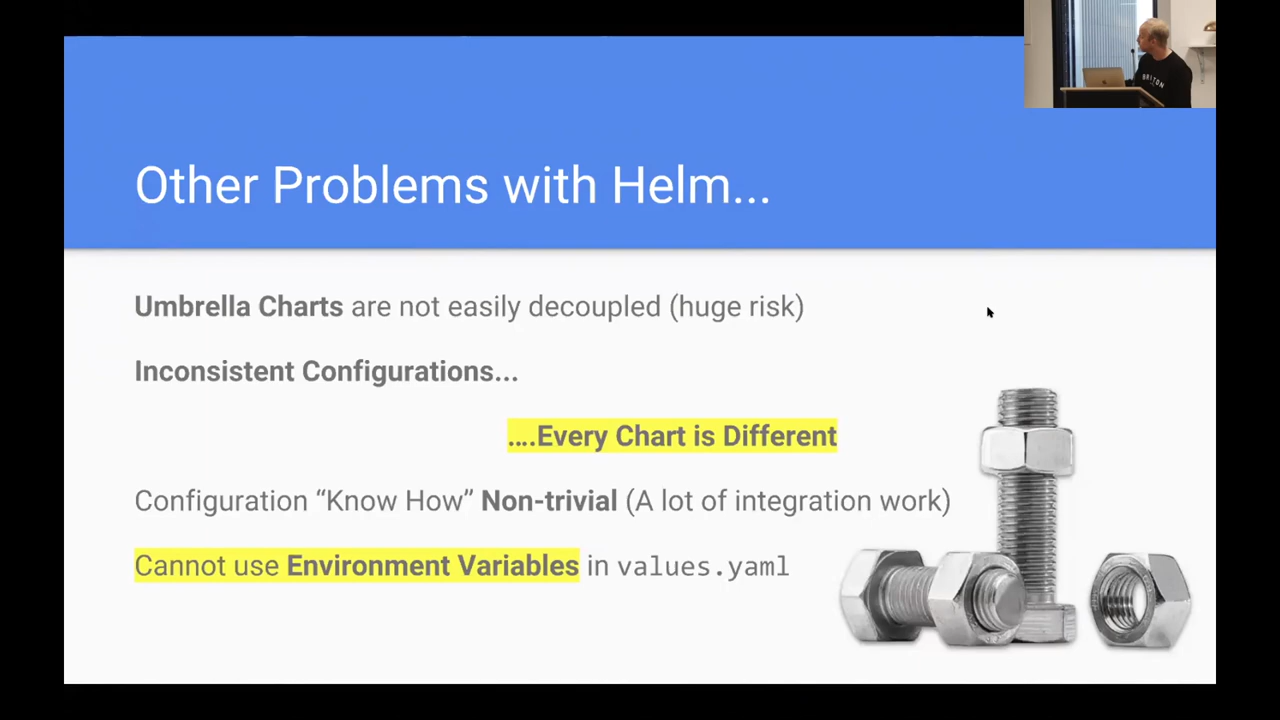 Other Problems with Helm...
Umbrella Charts are not easily decoupled (huge risk)
Inconsistent Configurations...
....Every Chart is Different
Configuration “Know How” Non-trivial (A lot of integration work)
Cannot use Environment Variables in values.yaml